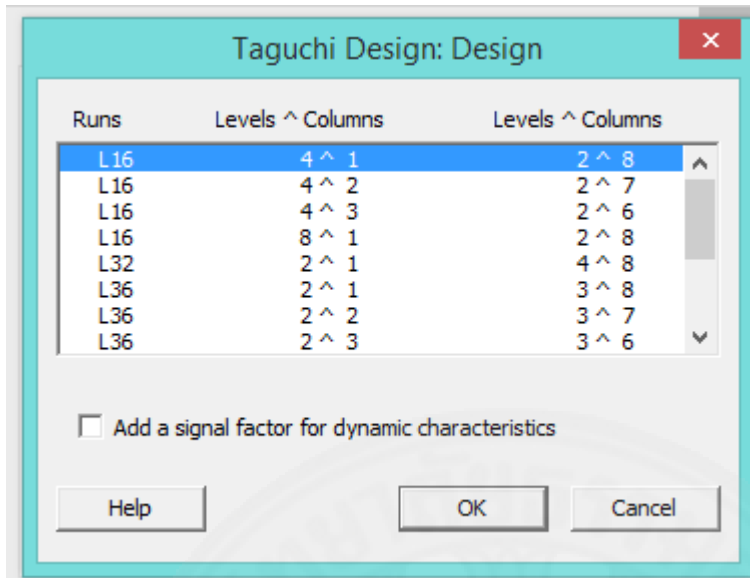 Taguchi Design: Design
Runs Levels ^ Columns Levels ^ Columns
L16 4 ^ 1 2 ^ 8
L16 4 ^ 2 2 ^ 7
L16 4 ^ 3 2 ^ 6
L16 8 ^ 1 2 ^ 8
L32 2 ^ 1 4 ^ 8
L36 2 ^ 1 3 ^ 8
L36 2 ^ 2 3 ^ 7
L36 2 ^ 3 3 ^ 6
Add a signal factor for dynamic characteristics
Help OK Cancel